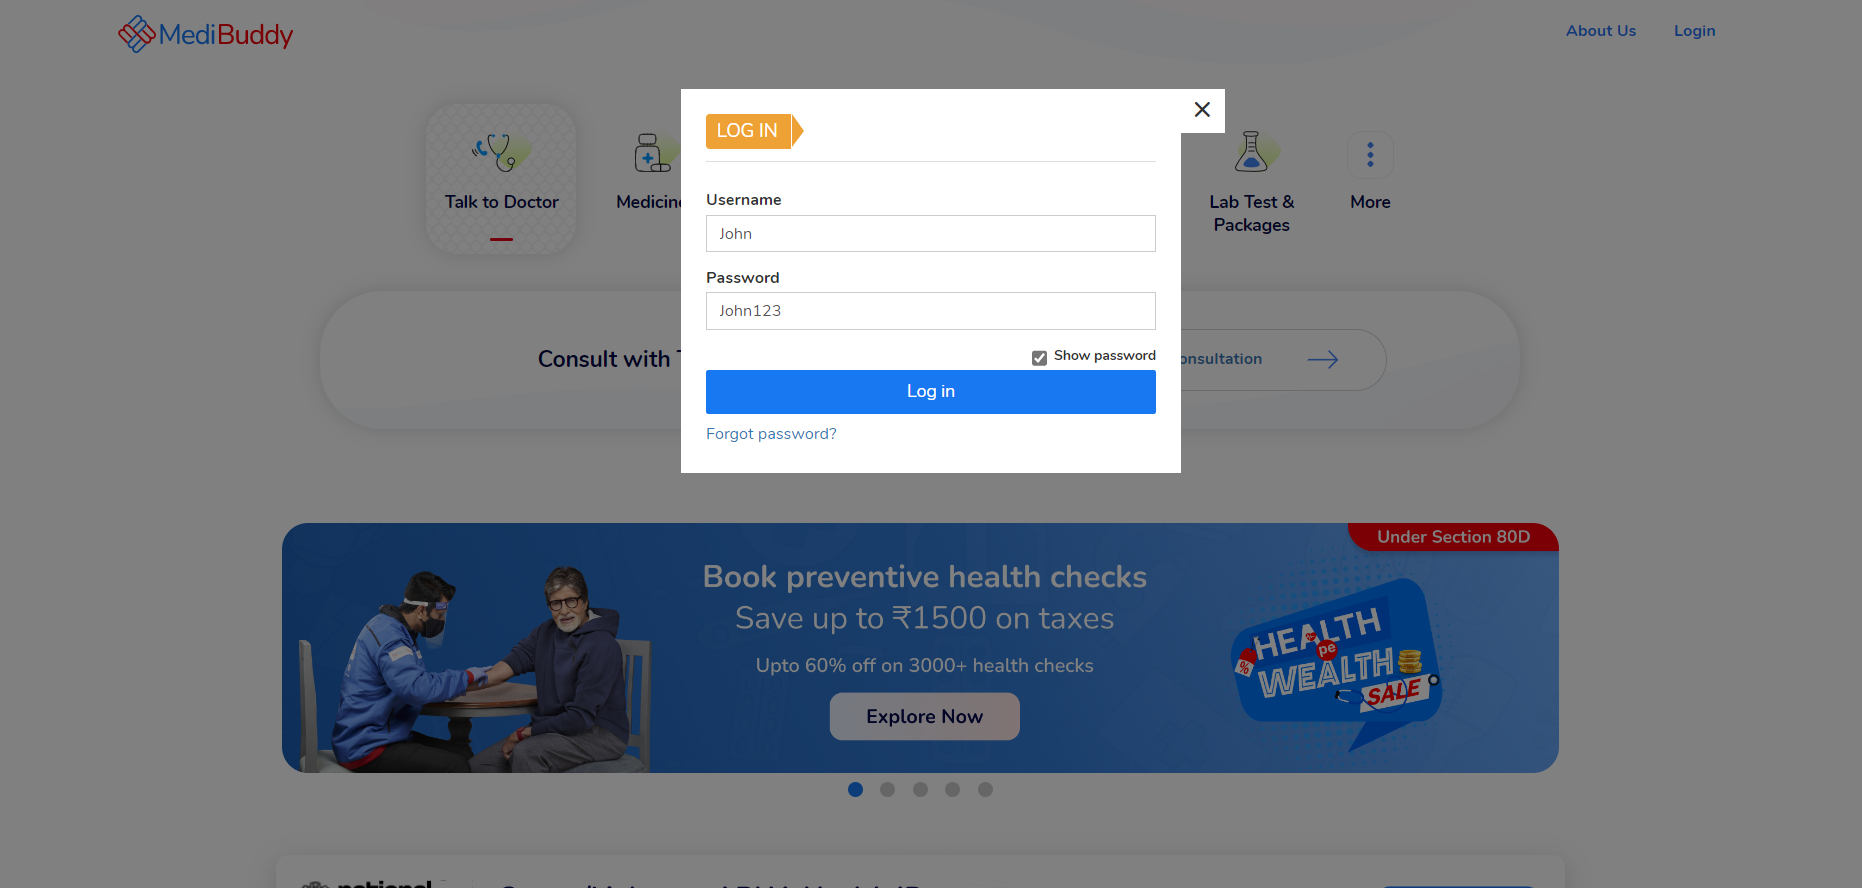 MediBuddy
About Us
Login
LOG IN
Talk to Doctor
Medicine
Lab Test &
Packages
More
Username
John
Password
John123
Show password
Consult with
onsultation
Log in
Forgot password?
Under Section 80D
Book preventive health checks
Save up to ₹1500 on taxes
Upto 60% off on 3000+ health checks
Explore Now
HEALTH
pe
%
WEALTH
SALE
national